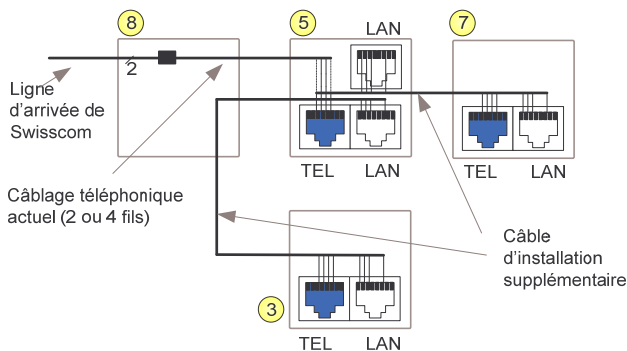 8
5
LAN
7
2
Ligne
d'arrivée de
Swisscom
TEL
LAN
TEL
LAN
Câblage téléphonique
actuel (2 ou 4 fils)
Câble
d'installation
supplémentaire
3
TEL
LAN